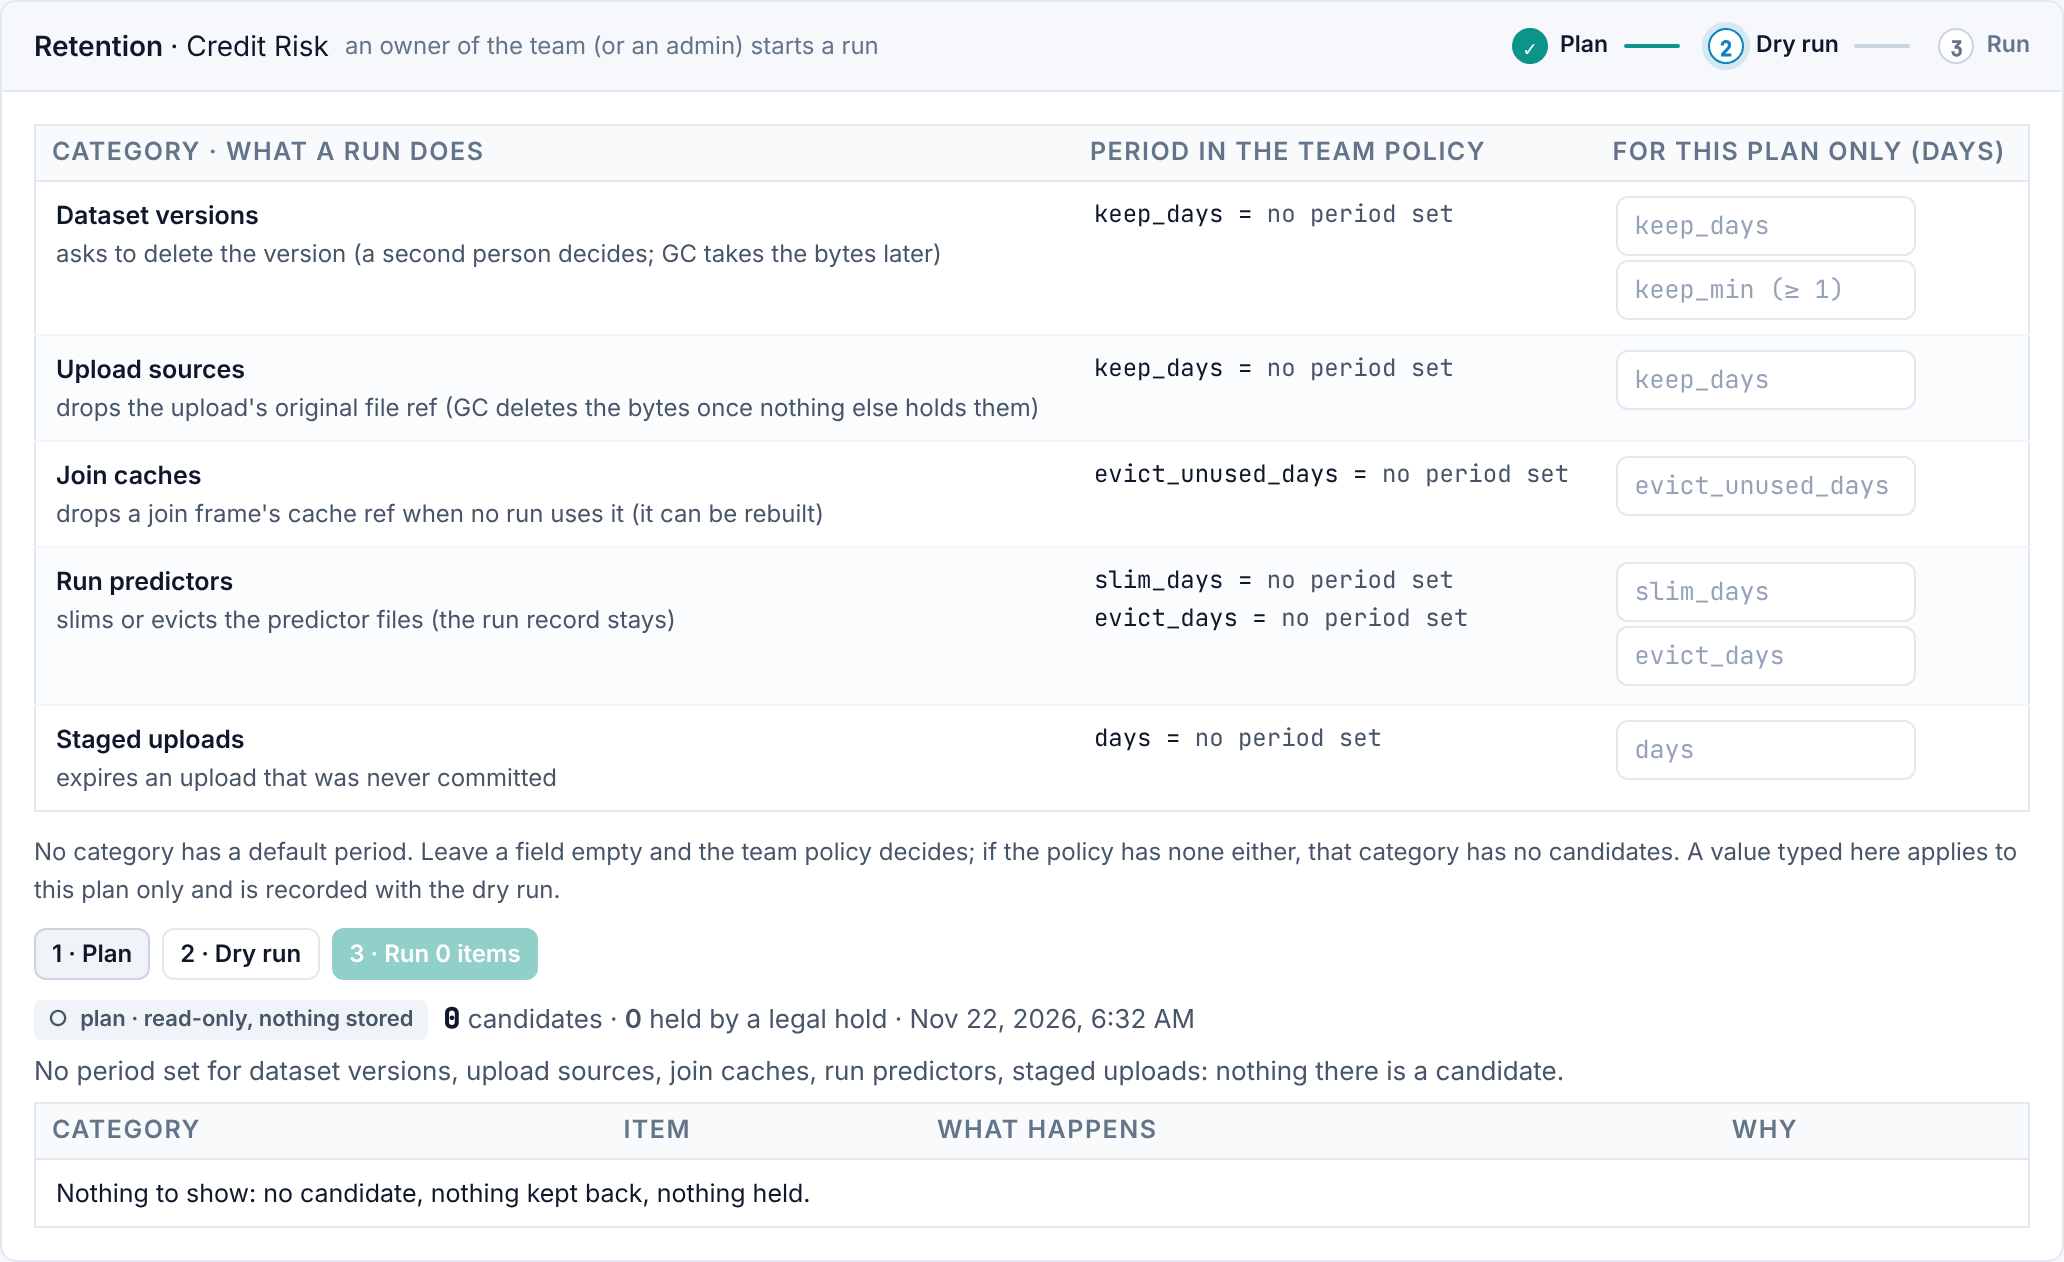 Retention · Credit Risk an owner of the team (or an admin) starts a run
✓ Plan 2 Dry run 3 Run
CATEGORY · WHAT A RUN DOES PERIOD IN THE TEAM POLICY FOR THIS PLAN ONLY (DAYS)
Dataset versions keep_days = no period set keep_days
asks to delete the version (a second person decides; GC takes the bytes later)
keep_min (≥ 1)
Upload sources keep_days = no period set keep_days
drops the upload's original file ref (GC deletes the bytes once nothing else holds them)
Join caches evict_unused_days = no period set evict_unused_days
drops a join frame's cache ref when no run uses it (it can be rebuilt)
Run predictors slim_days = no period set slim_days
slims or evicts the predictor files (the run record stays) evict_days = no period set
evict_days
Staged uploads days = no period set days
expires an upload that was never committed
No category has a default period. Leave a field empty and the team policy decides; if the policy has none either, that category has no candidates. A value typed here applies to
this plan only and is recorded with the dry run.
1 · Plan 2 · Dry run 3 · Run 0 items
plan · read-only, nothing stored 0 candidates · 0 held by a legal hold · Nov 22, 2026, 6:32 AM
No period set for dataset versions, upload sources, join caches, run predictors, staged uploads: nothing there is a candidate.
CATEGORY ITEM WHAT HAPPENS WHY
Nothing to show: no candidate, nothing kept back, nothing held.